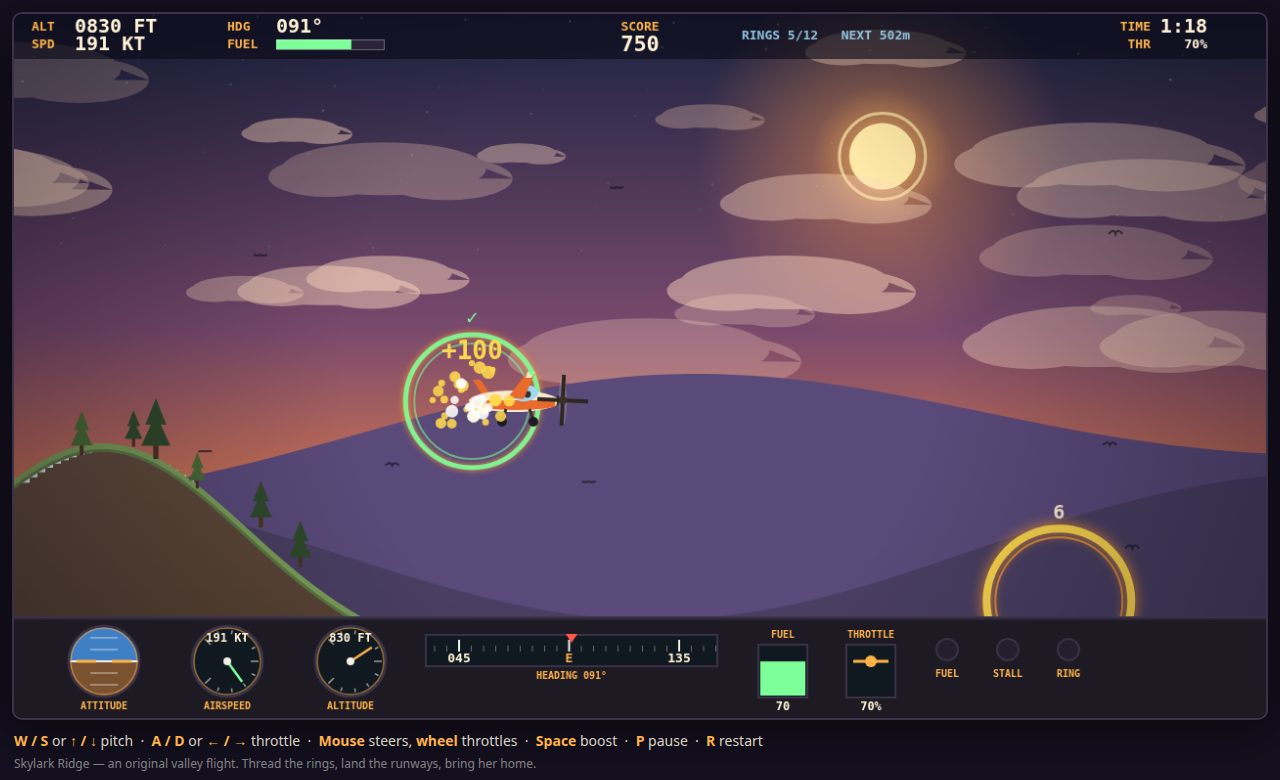 ALT 0830 FT HDG 091° SCORE RINGS 5/12 NEXT 502m TIME 1:18
SPD 191 KT FUEL 750 THR 70%
✓
+100
6
191 KT 830 FT FUEL THROTTLE
045 E 135
HEADING 091° FUEL STALL RING
ATTITUDE AIRSPEED ALTITUDE 70 70%
W / S or ↑ / ↓ pitch · A / D or ← / → throttle · Mouse steers, wheel throttles · Space boost · P pause · R restart
Skylark Ridge — an original valley flight. Thread the rings, land the runways, bring her home.